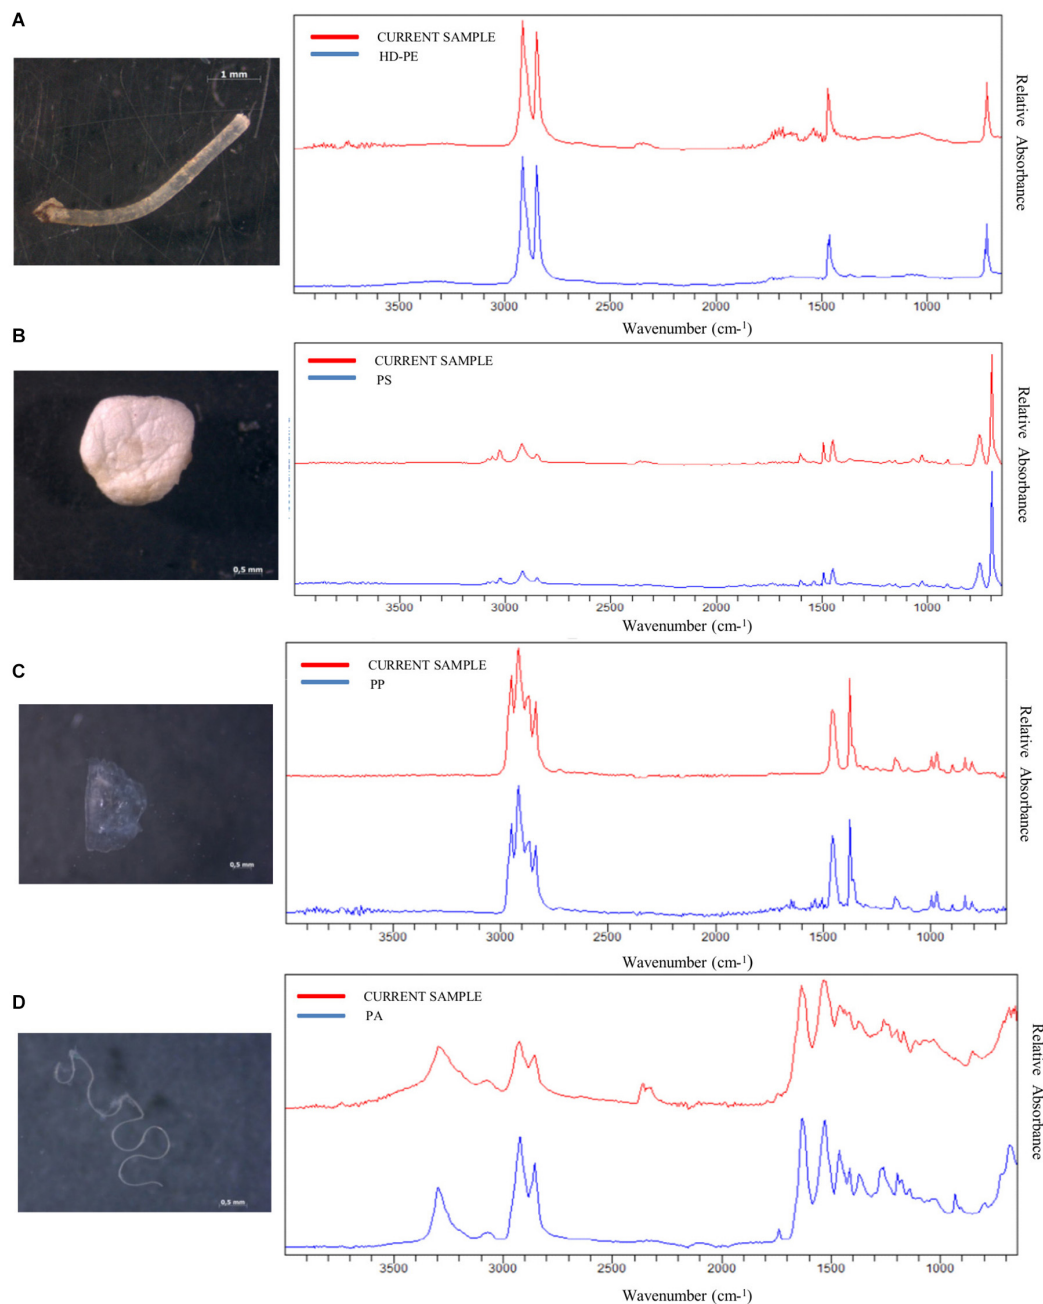 A
1 mm
CURRENT SAMPLE
HD-PE
Relative Absorbance
3500 3000 2500 2000 1500 1000
Wavenumber (cm-1)
B
0,5 mm
CURRENT SAMPLE
PS
Relative Absorbance
3500 3000 2500 2000 1500 1000
Wavenumber (cm-1)
C
0,5 mm
CURRENT SAMPLE
PP
Relative Absorbance
3000 2500 2000 1500 1000
Wavenumber (cm-1)
D
0,5 mm
CURRENT SAMPLE
PA
Relative Absorbance
3500 3000 2500 2000 1500 1000
Wavenumber (cm-1)